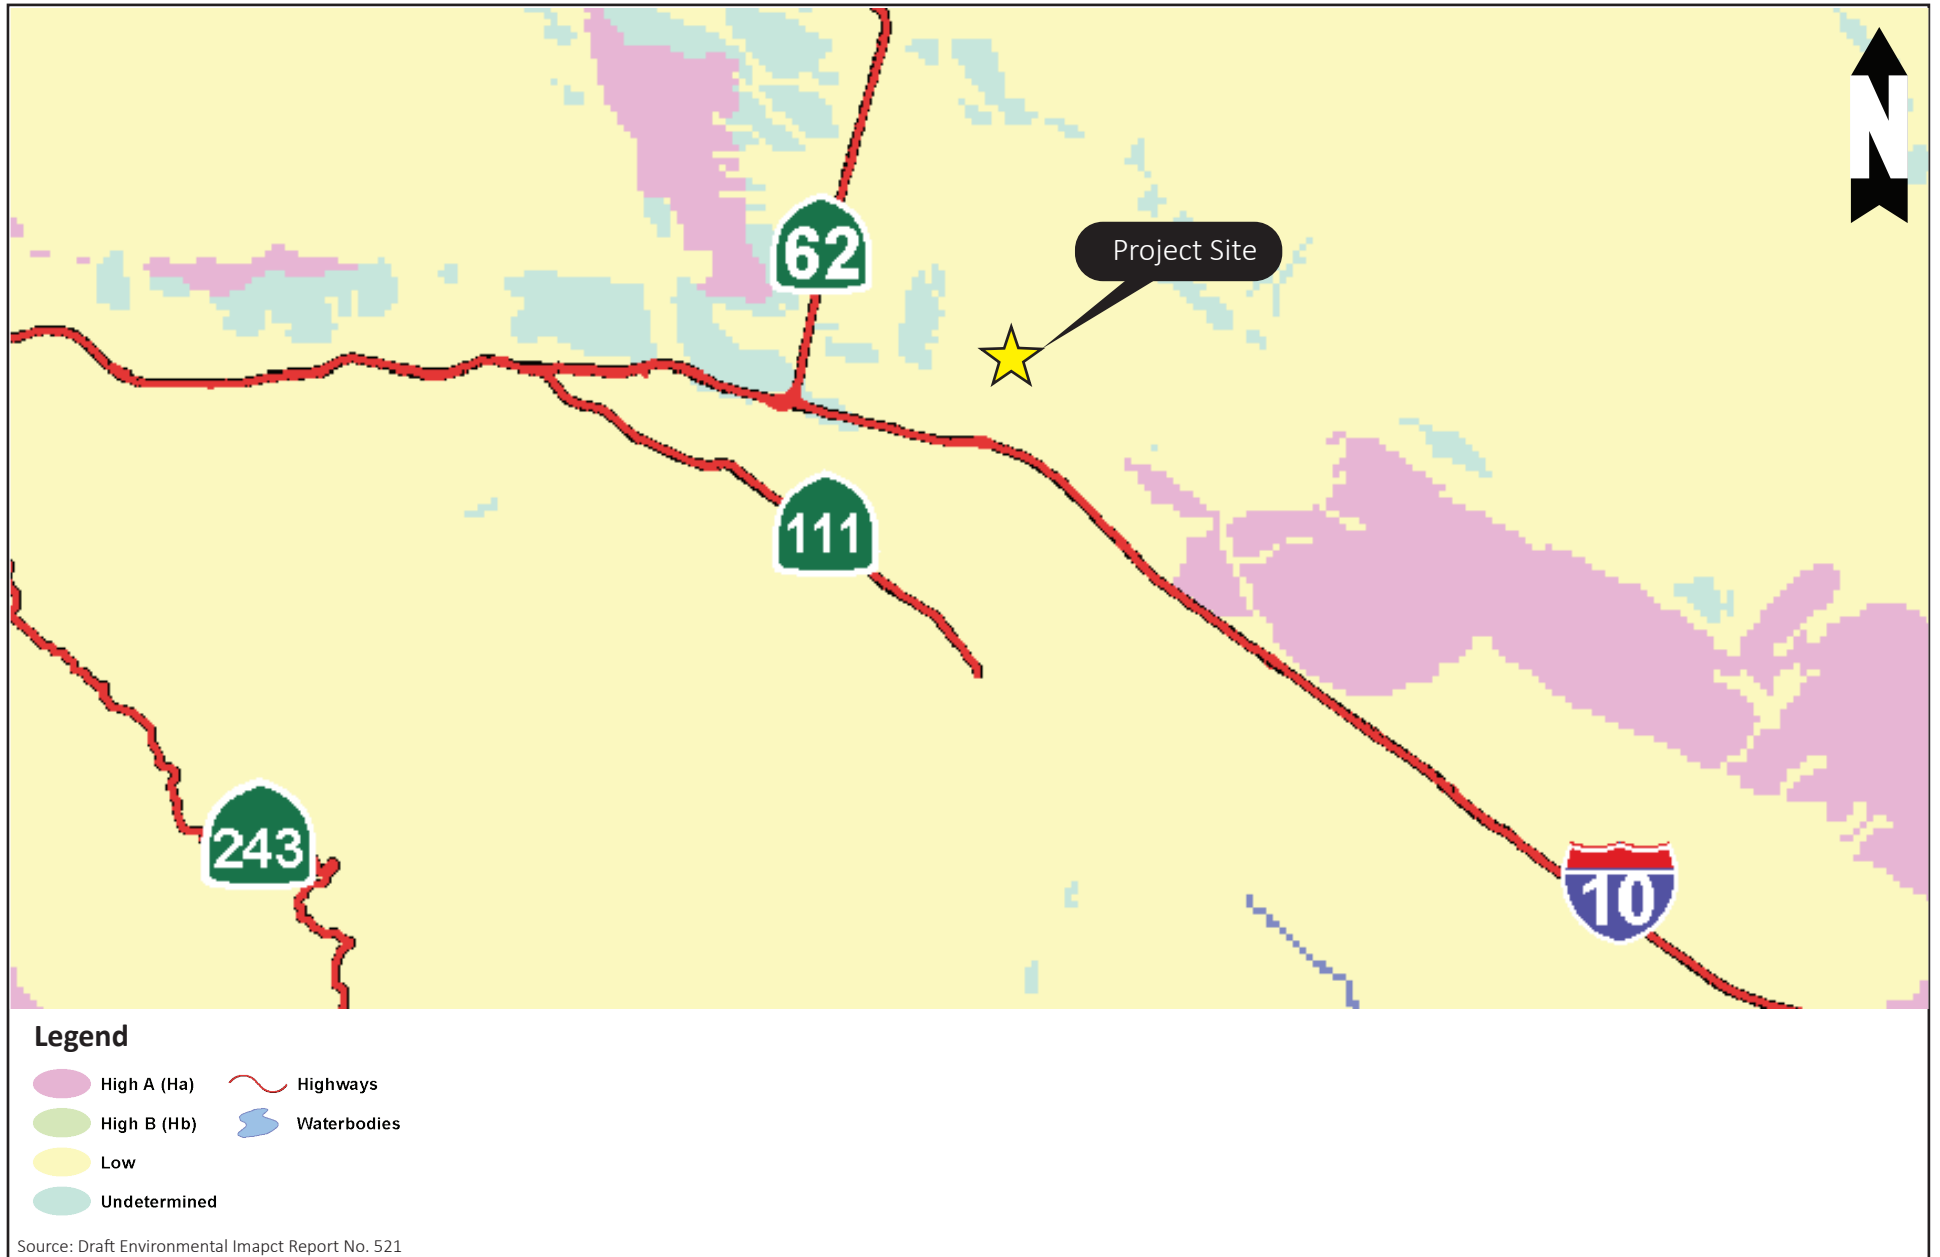 N
62
Project Site
111
243
10
Legend
High A (Ha)
Highways
High B (Hb)
Waterbodies
Low
Undetermined
Source: Draft Environmental Imapct Report No. 521